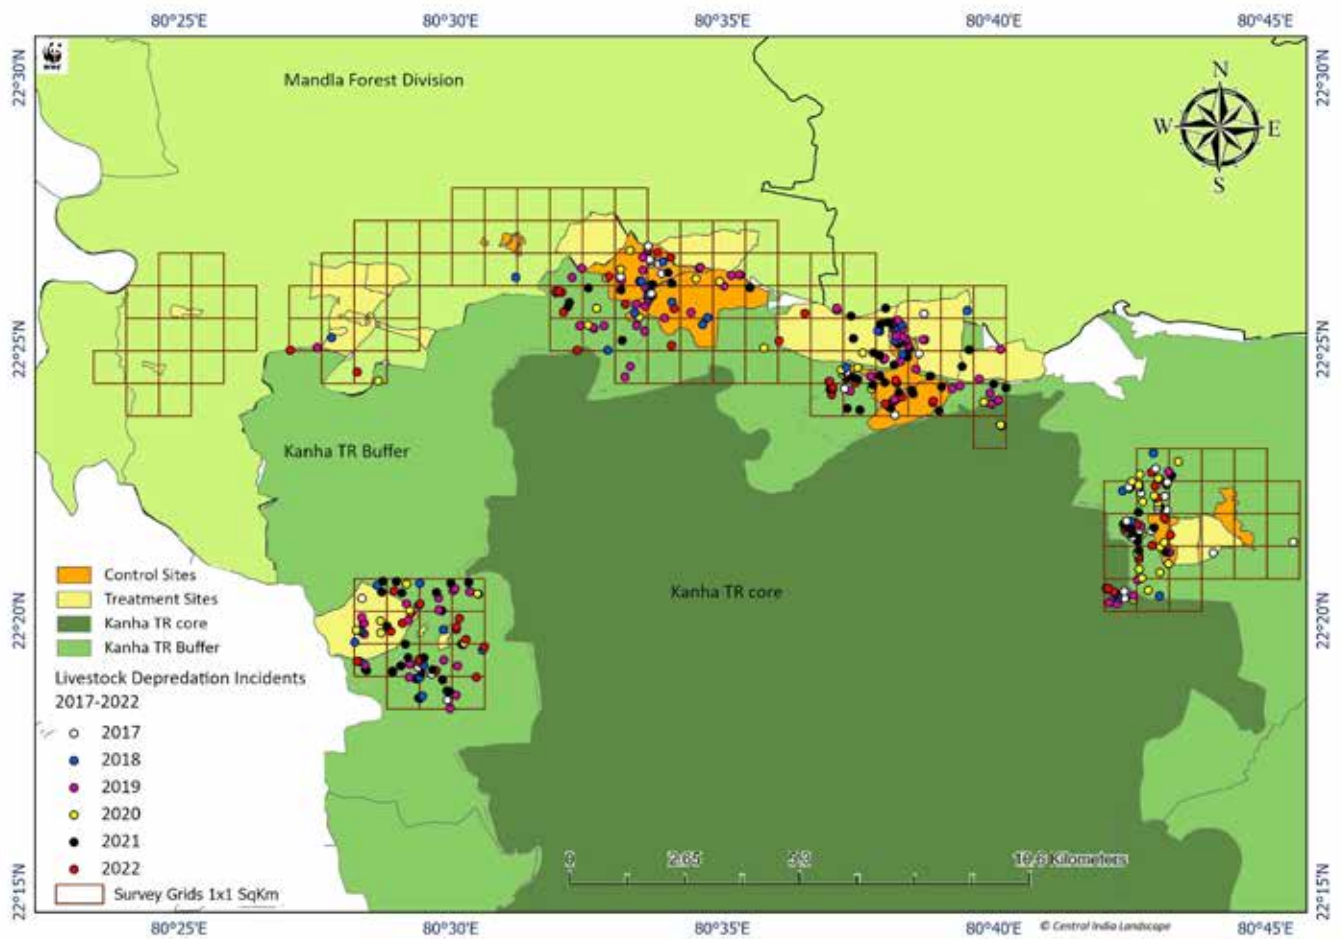 80°25'E 80°30'E 80°35'E 80°40'E 80°45'E
22°30'N 22°30'N
WWF
Mandla Forest Division
N
W E
S
22°25'N 22°25'N
Kanha TR Buffer
Kanha TR core
22°20'N 22°20'N
Control Sites
Treatment Sites
Kanha TR core
Kanha TR Buffer
Livestock Depredation Incidents
2017-2022
2017
2018
2019
2020
2021
2022
Survey Grids 1x1 SqKm
0 2.65 5.3 10.6 Kilometers
22°15'N 22°15'N
80°25'E 80°30'E 80°35'E 80°40'E 80°45'E
© Central India Landscape